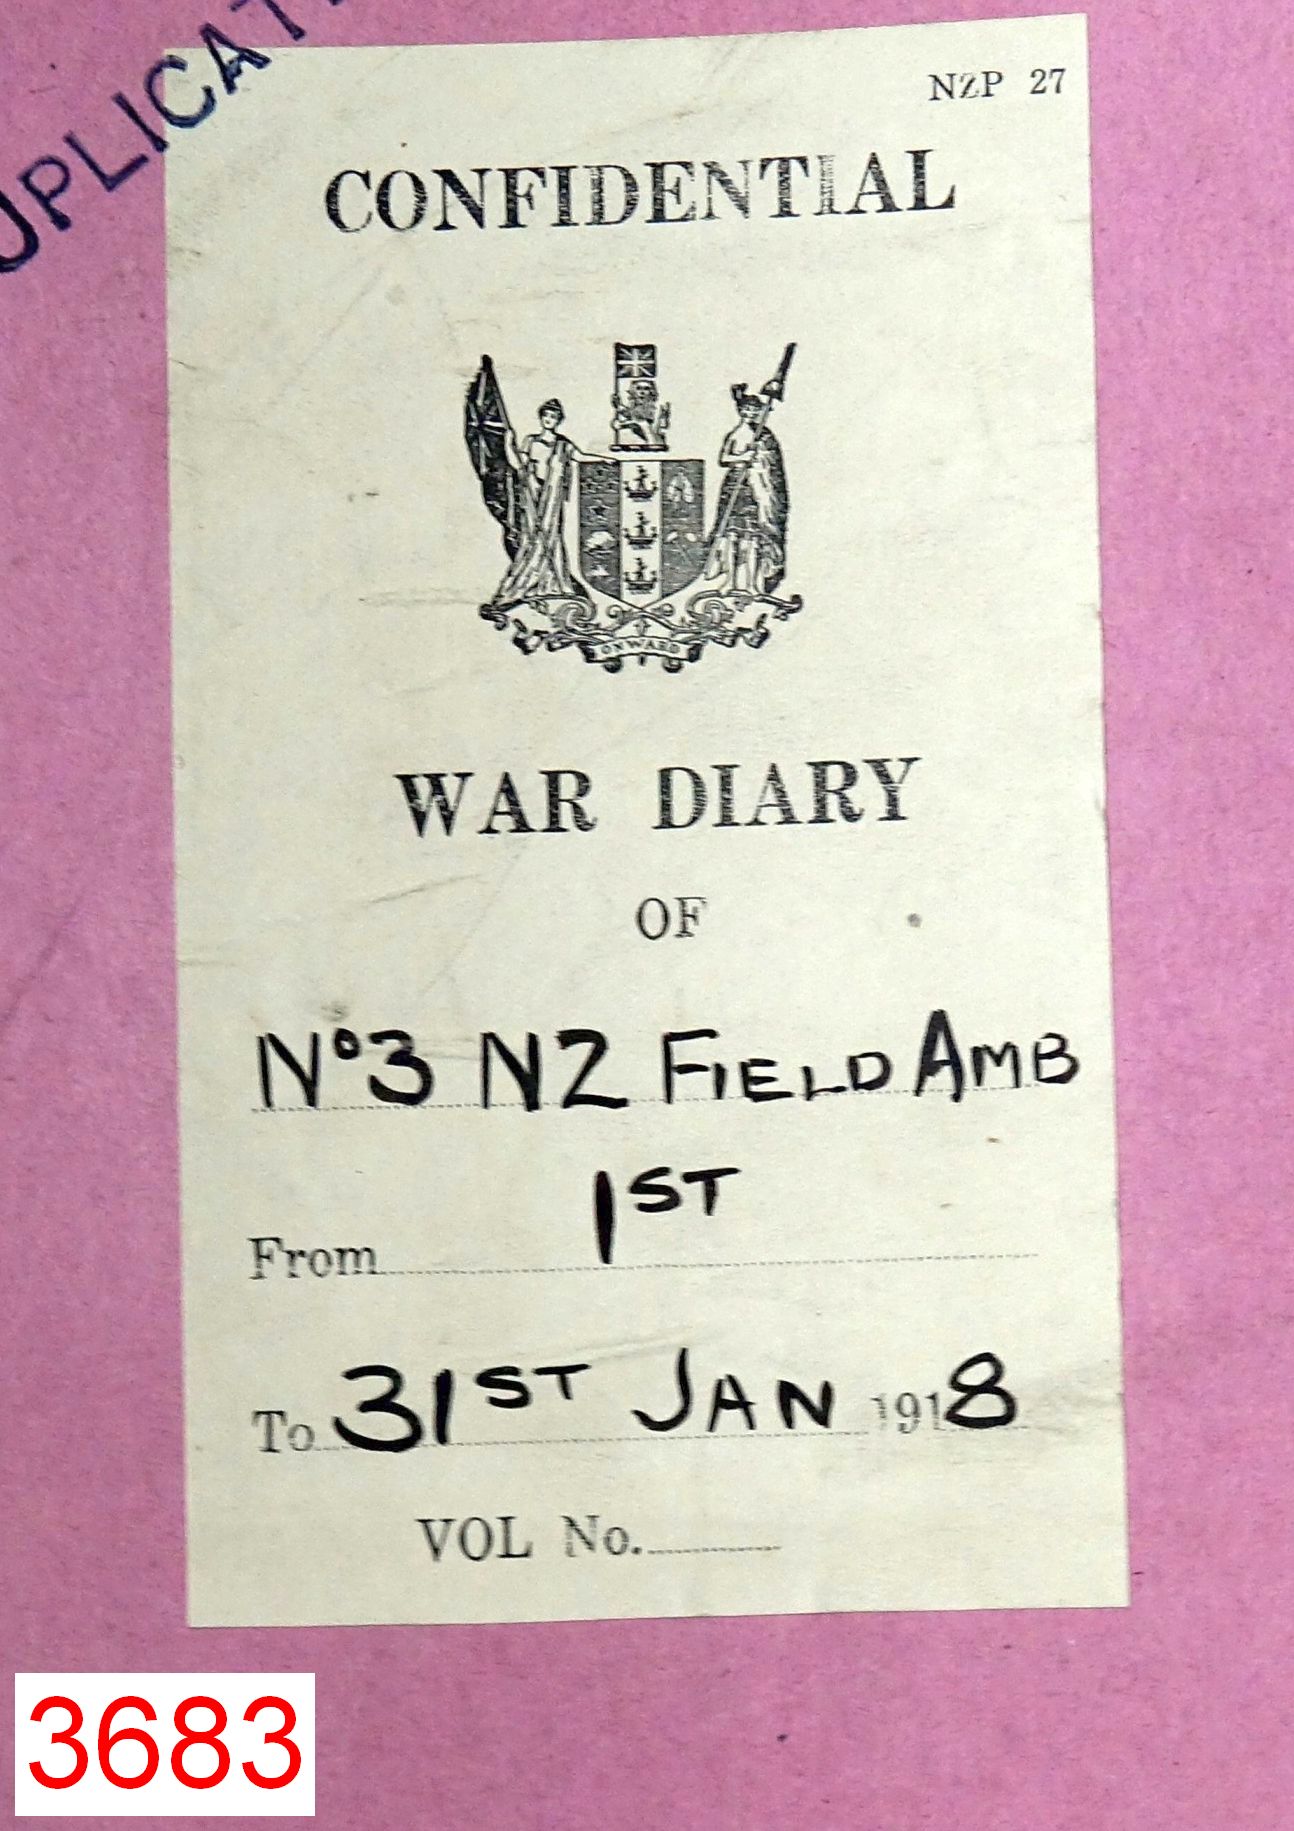 UPLICAT
NZP 27
CONFIDENTIAL
ONWARD
WAR DIARY
OF
Nº3 NZ FIELD AMB
1ST
From
To 31ST JAN 1918
VOL No.
3683